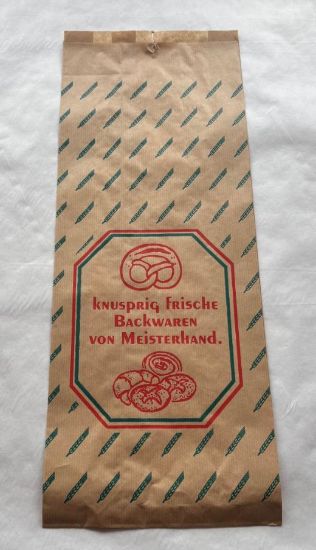 knusprig frische
Backwaren
von Meisterhand.